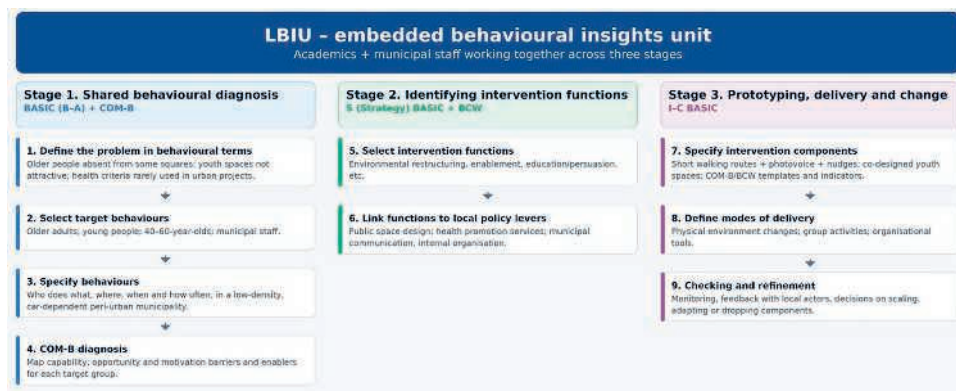 LBIU – embedded behavioural insights unit
Academics + municipal staff working together across three stages
Stage 1. Shared behavioural diagnosis
BASIC (B–A) + COM-B
1. Define the problem in behavioural terms
Older people absent from some squares; youth spaces not
attractive; health criteria rarely used in urban projects.
2. Select target behaviours
Older adults; young people; 40–60-year-olds; municipal staff.
3. Specify behaviours
Who does what, where, when and how often, in a low-density,
car-dependent peri-urban municipality.
4. COM-B diagnosis
Map capability, opportunity and motivation barriers and enablers
for each target group.
Stage 2. Identifying intervention functions
S (Strategy) BASIC + BCW
5. Select intervention functions
Environmental restructuring, enablement, education/persuasion,
etc.
6. Link functions to local policy levers
Public space design; health promotion services; municipal
communication, internal organisation.
Stage 3. Prototyping, delivery and change
I–C BASIC
7. Specify intervention components
Short walking routes + photovoice + nudges; co-designed youth
spaces; COM-B/BCW templates and indicators.
8. Define modes of delivery
Physical environment changes; group activities; organisational
tools.
9. Checking and refinement
Monitoring, feedback with local actors, decisions on scaling,
adapting or dropping components.